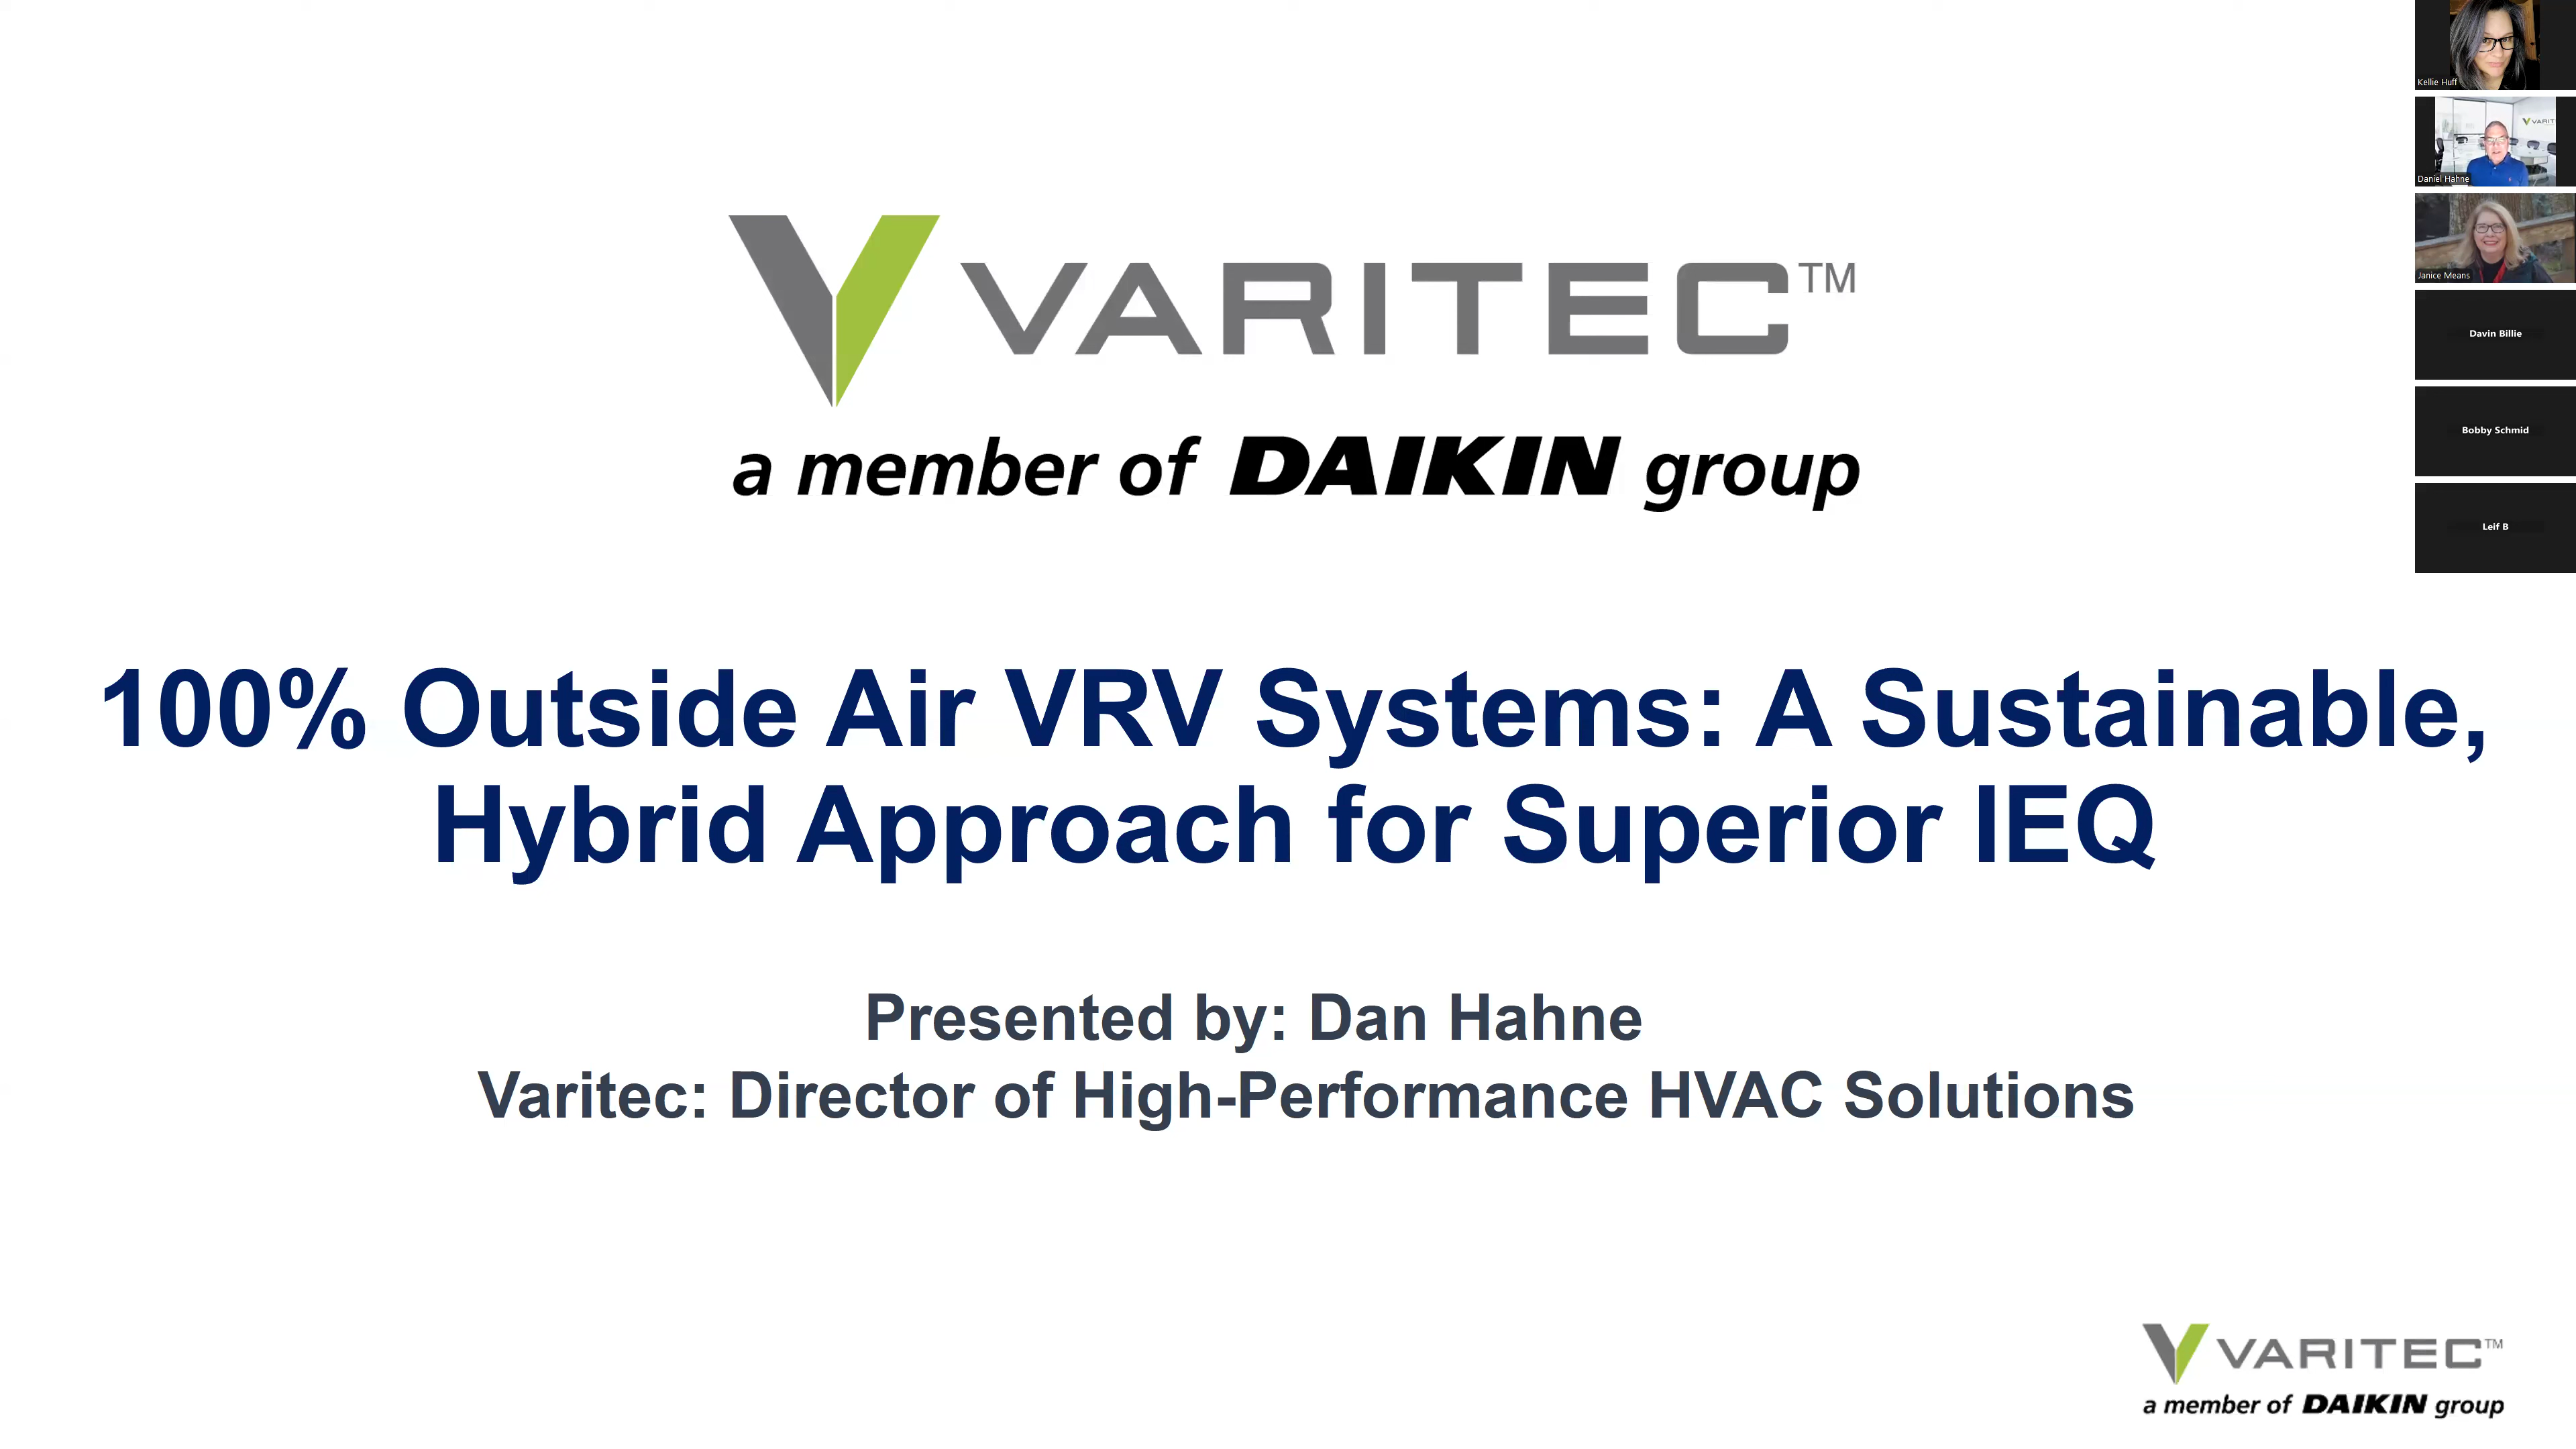 VARITEC™
a member of DAIKIN group
100% Outside Air VRV Systems: A Sustainable,
Hybrid Approach for Superior IEQ
Presented by: Dan Hahne
Varitec: Director of High-Performance HVAC Solutions
Kellie Huff
VARIT
Daniel Hahne
Janice Means
Davin Billie
Bobby Schmid
Leif B
VARITEC™
a member of DAIKIN group